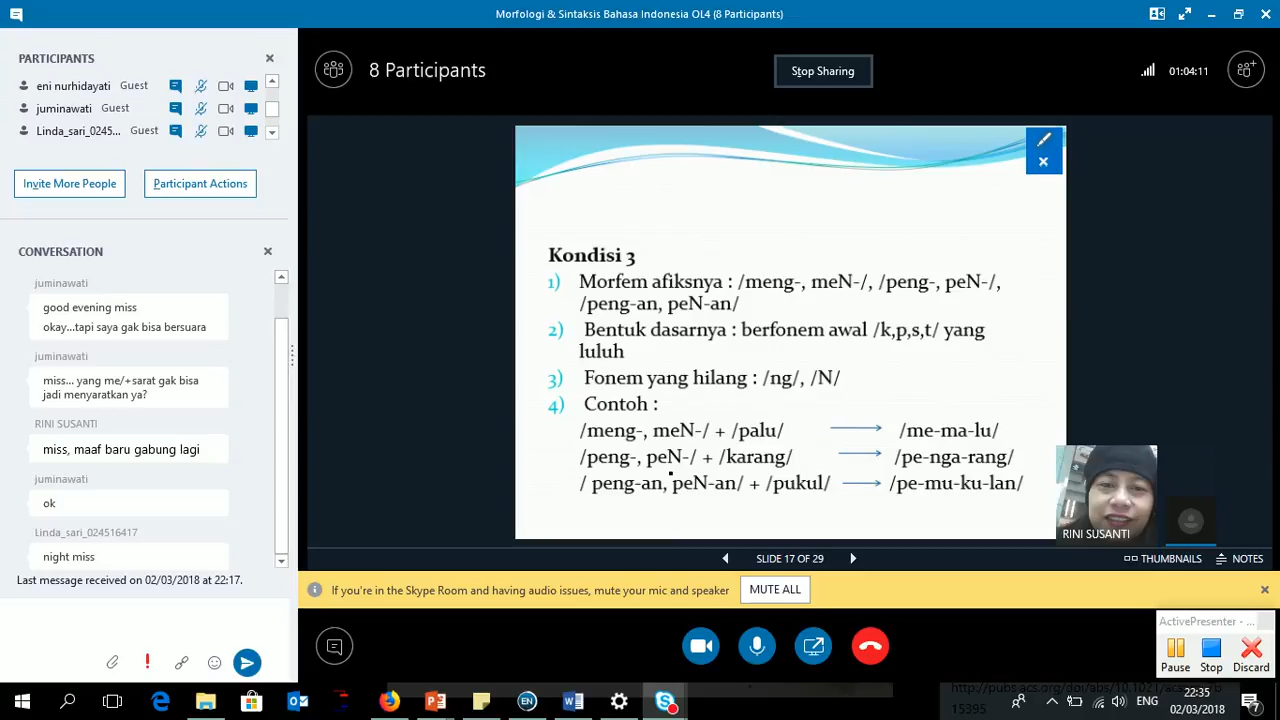 Morfologi & Sintaksis Bahasa Indonesia OL4 (8 Participants)
PARTICIPANTS
eni nurhidayati Guest
juminawati Guest
Linda_sari_0245... Guest
Invite More People
Participant Actions
CONVERSATION
juminawati
good evening miss
okay...tapi saya gak bisa bersuara
juminawati
miss... yang me/+sarat gak bisa
jadi menyaratkan ya?
RINI SUSANTI
miss, maaf baru gabung lagi
juminawati
ok
Linda_sari_024516417
night miss
Last message received on 02/03/2018 at 22:17.
8 Participants
Stop Sharing
01:04:11
Kondisi 3
1) Morfem afiksnya : /meng-, meN-/, /peng-, peN-/,
/peng-an, peN-an/
2) Bentuk dasarnya : berfonem awal /k,p,s,t/ yang
luluh
3) Fonem yang hilang : /ng/, /N/
4) Contoh :
/meng-, meN-/ + /palu/ → /me-ma-lu/
/peng-, peN-/ + /karang/ → /pe-nga-rang/
/ peng-an, peN-an/ + /pukul/ → /pe-mu-ku-lan/
RINI SUSANTI
SLIDE 17 OF 29
THUMBNAILS
NOTES
If you're in the Skype Room and having audio issues, mute your mic and speaker
MUTE ALL
ActivePresenter - ...
Pause
Stop
Discard
ENG
22:35
02/03/2018